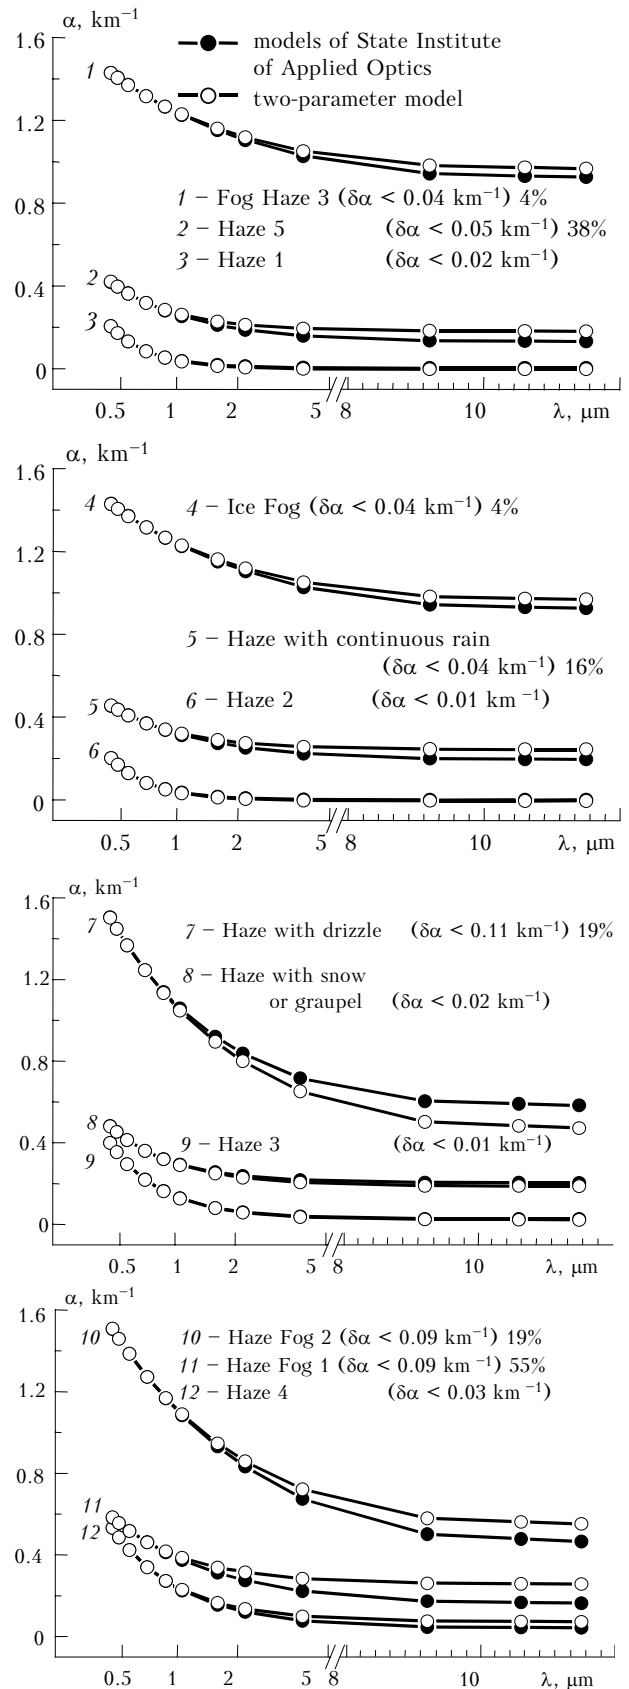 α, km⁻¹
1.6
models of State Institute
of Applied Optics
two-parameter model
1
1.2
1 – Fog Haze 3 (δα < 0.04 km⁻¹) 4%
0.8
2 – Haze 5 (δα < 0.05 km⁻¹) 38%
3 – Haze 1 (δα < 0.02 km⁻¹)
2
0.4
3
0
0.5 1 2 5 8 10 λ, μm
α, km⁻¹
1.6
4
4 – Ice Fog (δα < 0.04 km⁻¹) 4%
1.2
0.8
5 – Haze with continuous rain
(δα < 0.04 km⁻¹) 16%
6 – Haze 2 (δα < 0.01 km⁻¹)
5
0.4
6
0
0.5 1 2 5 8 10 λ, μm
α, km⁻¹
1.6
7
7 – Haze with drizzle (δα < 0.11 km⁻¹) 19%
8 – Haze with snow
or graupel (δα < 0.02 km⁻¹)
1.2
0.8
8
0.4
9 – Haze 3 (δα < 0.01 km⁻¹)
9
0
0.5 1 2 5 8 10 λ, μm
α, km⁻¹
1.6
10
10 – Haze Fog 2 (δα < 0.09 km⁻¹) 19%
11 – Haze Fog 1 (δα < 0.09 km⁻¹) 55%
12 – Haze 4 (δα < 0.03 km⁻¹)
1.2
0.8
11
12
0.4
0
0.5 1 2 5 8 10 λ, μm